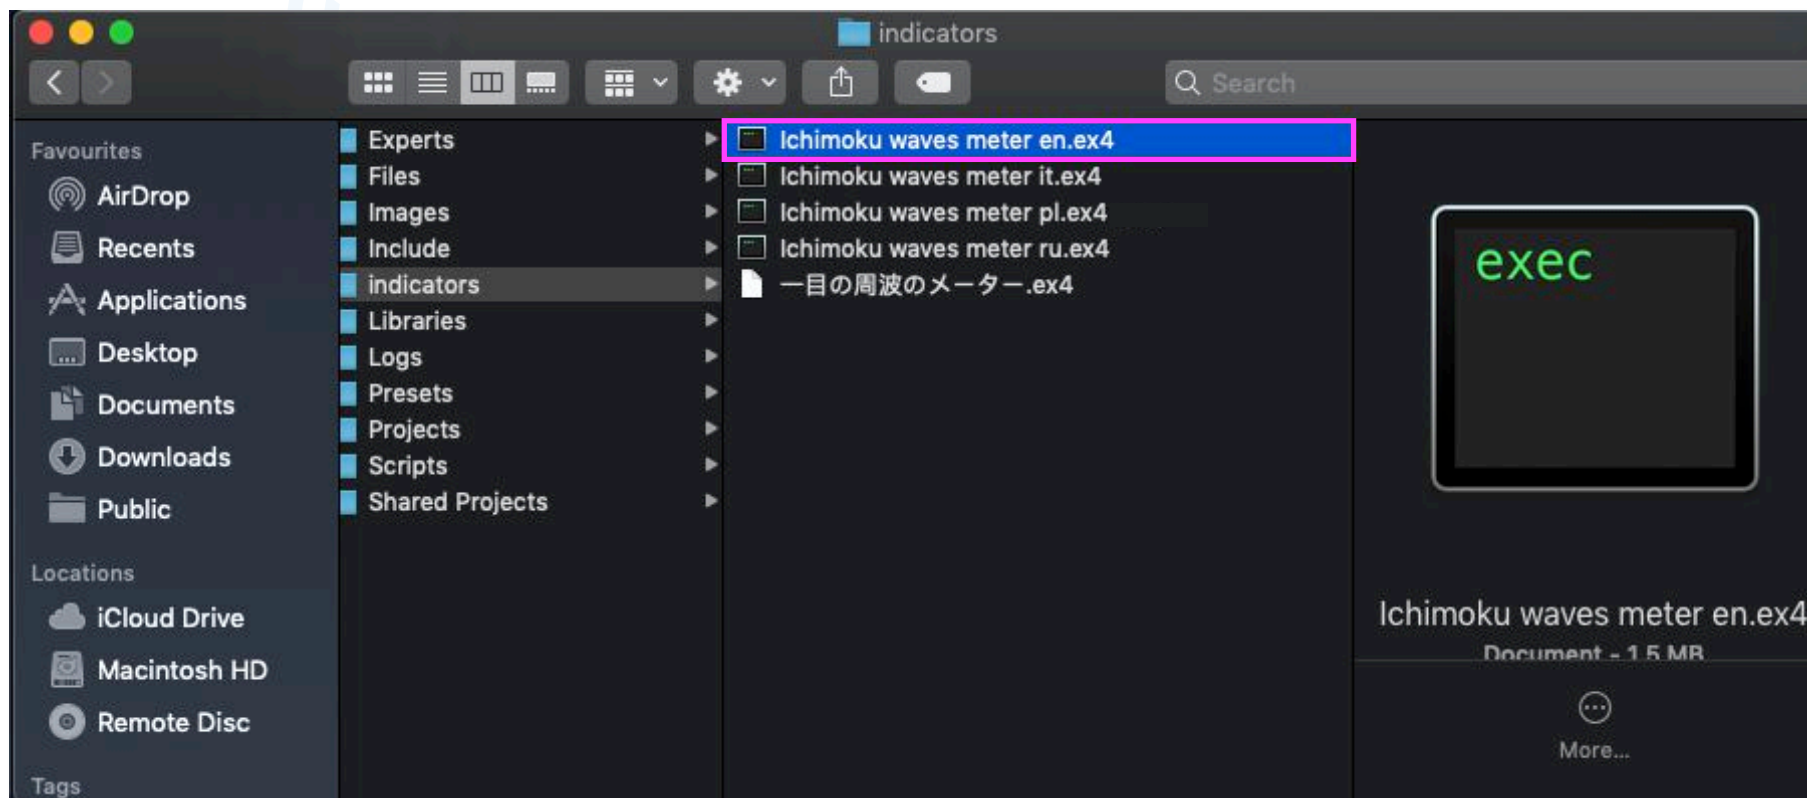 indicators
Search
Favourites
AirDrop
Recents
Applications
Desktop
Documents
Downloads
Public
Locations
iCloud Drive
Macintosh HD
Remote Disc
Tags
Experts
Files
Images
Include
indicators
Libraries
Logs
Presets
Projects
Scripts
Shared Projects
Ichimoku waves meter en.ex4
Ichimoku waves meter it.ex4
Ichimoku waves meter pl.ex4
Ichimoku waves meter ru.ex4
一目の周波のメーター.ex4
exec
Ichimoku waves meter en.ex4
Document - 1.5 MB
More...